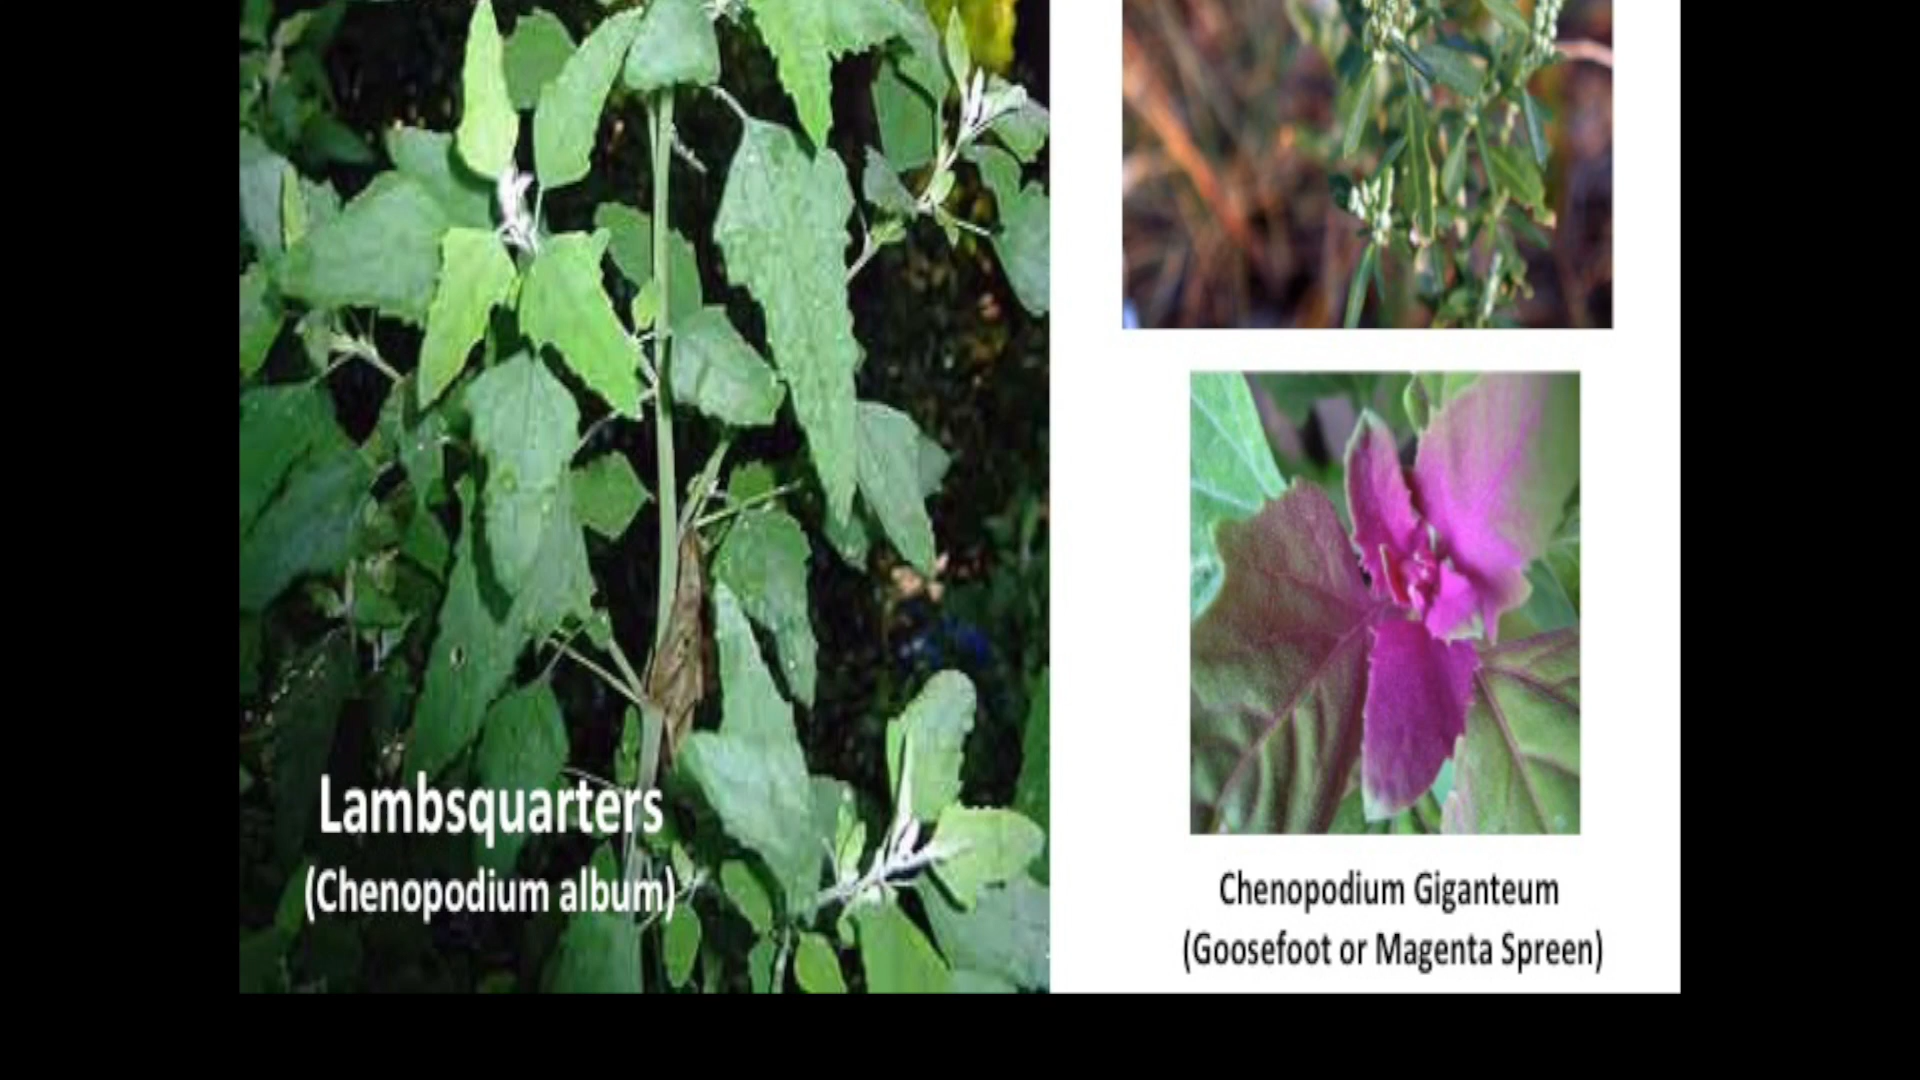 Lambsquarters
(Chenopodium album)
Chenopodium Giganteum
(Goosefoot or Magenta Spreen)